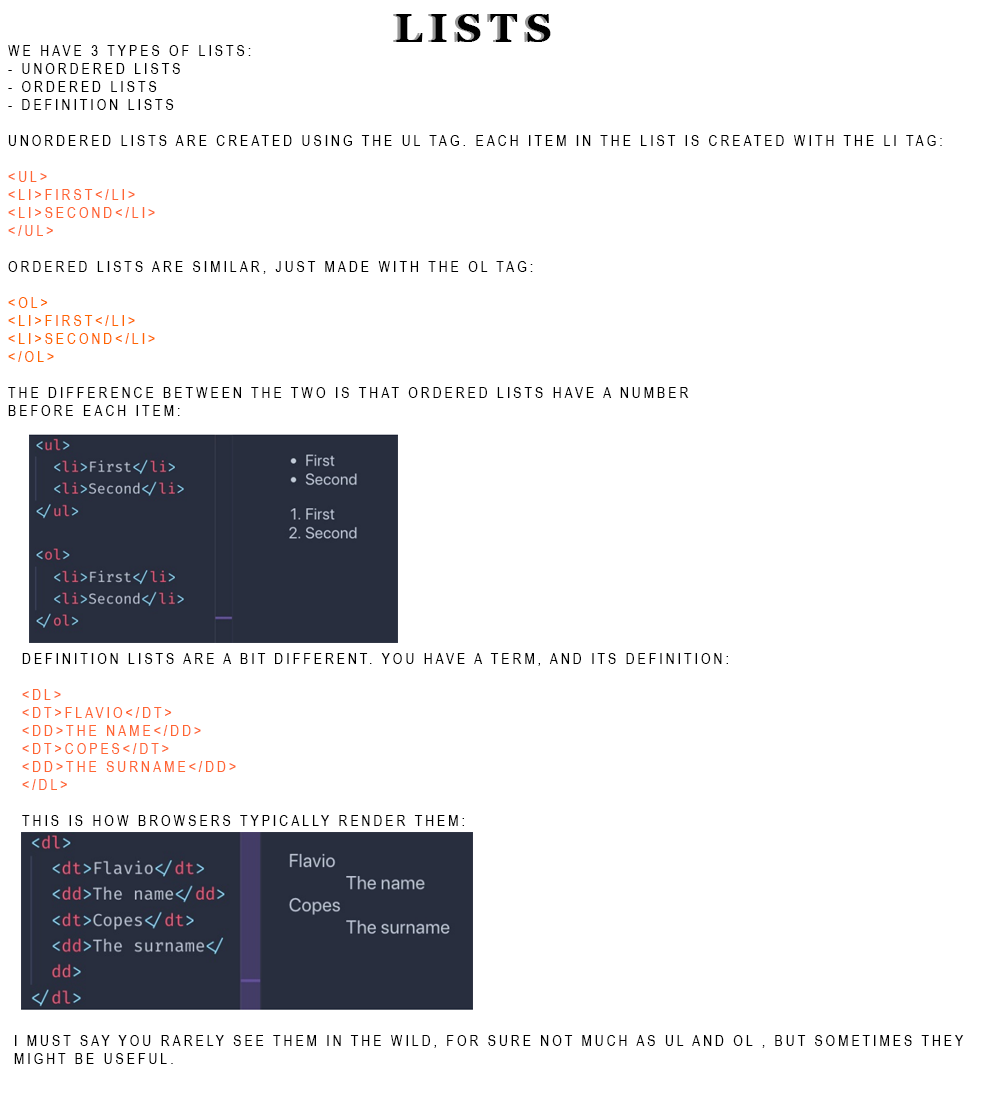 LISTS
WE HAVE 3 TYPES OF LISTS:
- UNORDERED LISTS
- ORDERED LISTS
- DEFINITION LISTS
UNORDERED LISTS ARE CREATED USING THE UL TAG. EACH ITEM IN THE LIST IS CREATED WITH THE LI TAG:
<UL>
<LI>FIRST</LI>
<LI>SECOND</LI>
</UL>
ORDERED LISTS ARE SIMILAR, JUST MADE WITH THE OL TAG:
<OL>
<LI>FIRST</LI>
<LI>SECOND</LI>
</OL>
THE DIFFERENCE BETWEEN THE TWO IS THAT ORDERED LISTS HAVE A NUMBER
BEFORE EACH ITEM:
<ul>
<li>First</li>
<li>Second</li>
</ul>
<ol>
<li>First</li>
<li>Second</li>
</ol>
• First
• Second
1. First
2. Second
DEFINITION LISTS ARE A BIT DIFFERENT. YOU HAVE A TERM, AND ITS DEFINITION:
<DL>
<DT>FLAVIO</DT>
<DD>THE NAME</DD>
<DT>COPES</DT>
<DD>THE SURNAME</DD>
</DL>
THIS IS HOW BROWSERS TYPICALLY RENDER THEM:
<dl>
<dt>Flavio</dt>
<dd>The name</dd>
<dt>Copes</dt>
<dd>The surname</
dd>
</dl>
Flavio
The name
Copes
The surname
I MUST SAY YOU RARELY SEE THEM IN THE WILD, FOR SURE NOT MUCH AS UL AND OL , BUT SOMETIMES THEY
MIGHT BE USEFUL.